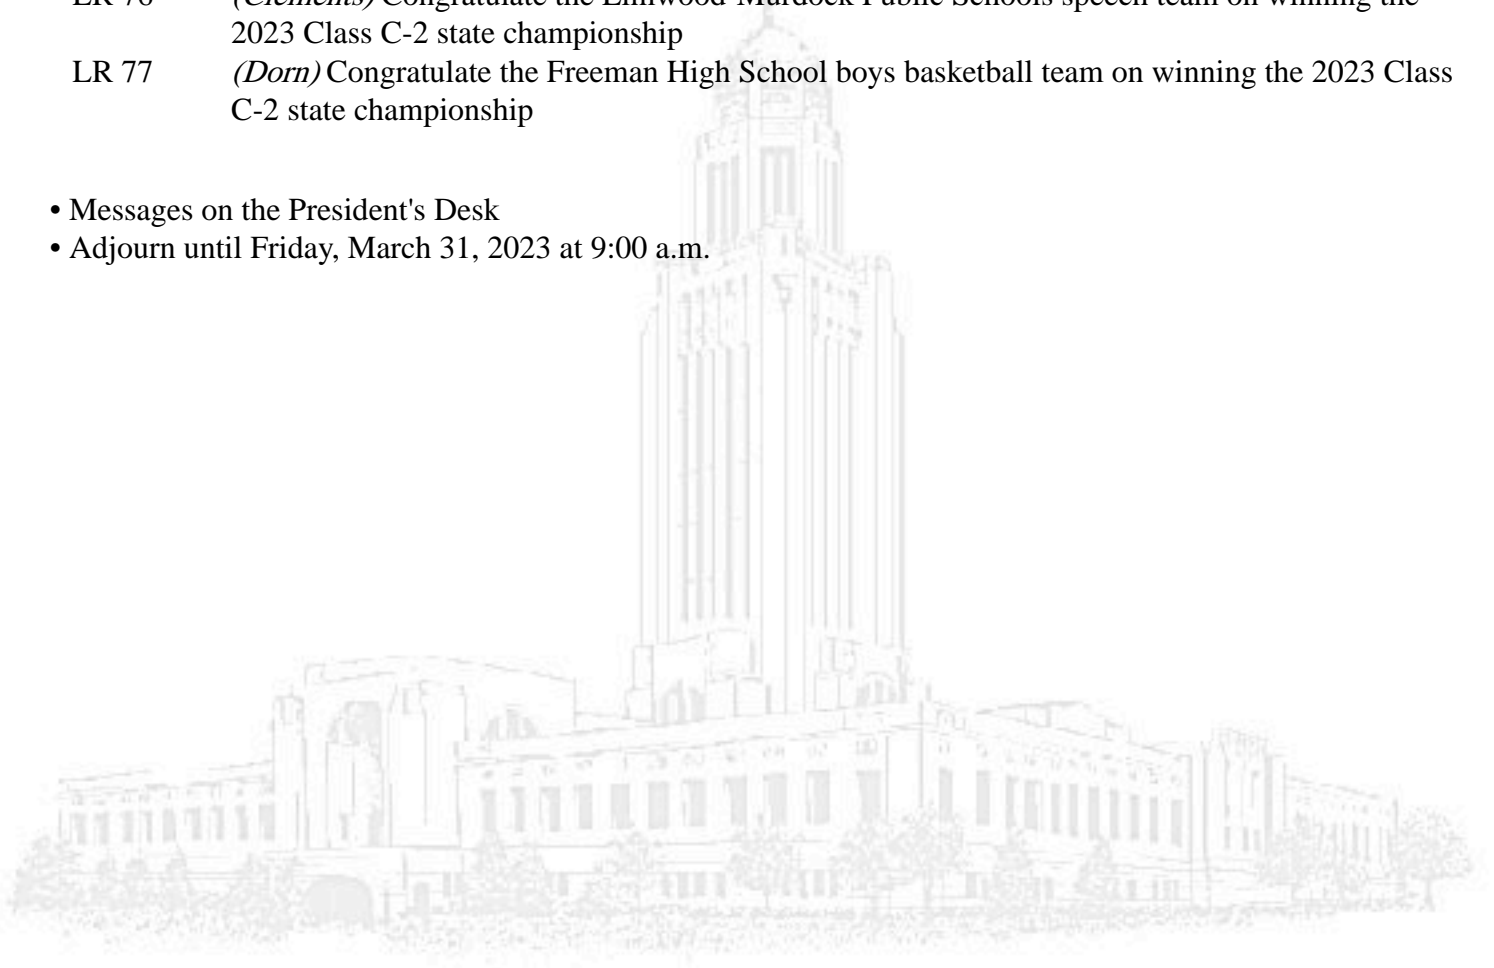 LR 76 (Clements) Congratulate the Elmwood-Murdock Public Schools speech team on winning the
2023 Class C-2 state championship
LR 77 (Dorn) Congratulate the Freeman High School boys basketball team on winning the 2023 Class
C-2 state championship
• Messages on the President's Desk
• Adjourn until Friday, March 31, 2023 at 9:00 a.m.